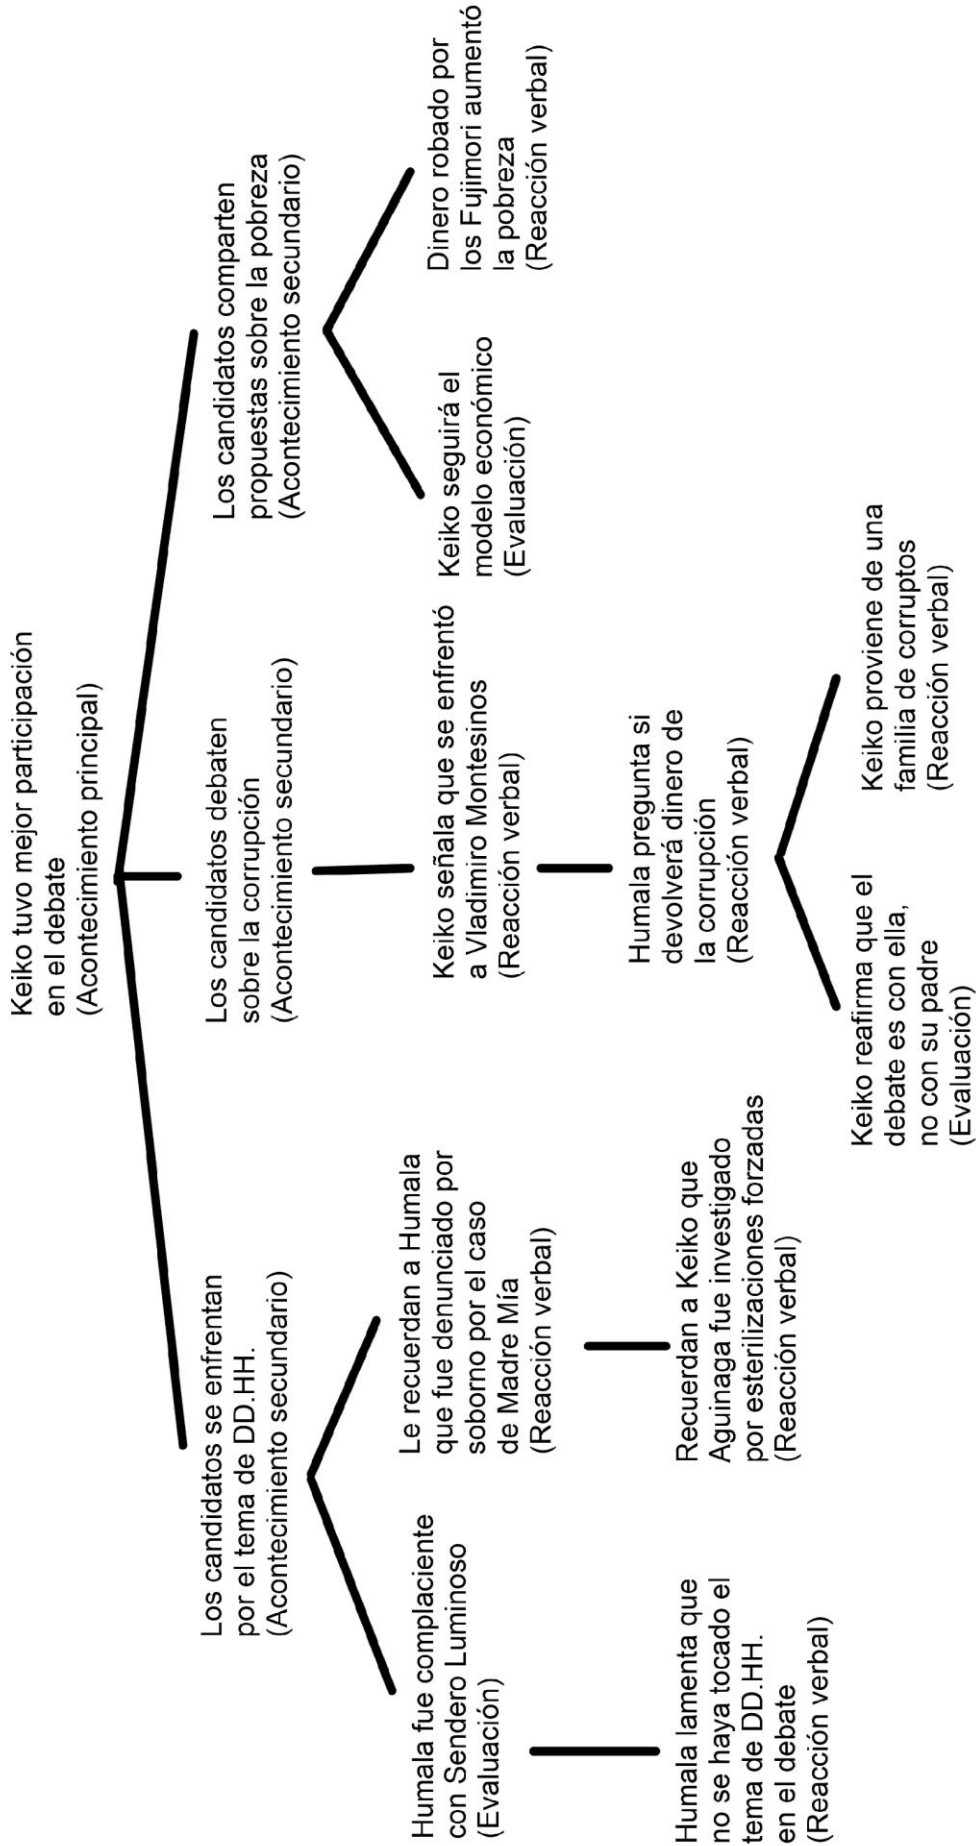 Keiko tuvo mejor participación
en el debate
(Acontecimiento principal)
Los candidatos se enfrentan
por el tema de DD.HH.
(Acontecimiento secundario)
Los candidatos debaten
sobre la corrupción
(Acontecimiento secundario)
Los candidatos comparten
propuestas sobre la pobreza
(Acontecimiento secundario)
Humala fue complaciente
con Sendero Luminoso
(Evaluación)
Le recuerdan a Humala
que fue denunciado por
soborno por el caso
de Madre Mía
(Reacción verbal)
Keiko señala que se enfrentó
a Vladimiro Montesinos
(Reacción verbal)
Keiko seguirá el
modelo económico
(Evaluación)
Dinero robado por
los Fujimori aumentó
la pobreza
(Reacción verbal)
Humala lamenta que
no se haya tocado el
tema de DD.HH.
en el debate
(Reacción verbal)
Recuerdan a Keiko que
Aguinaga fue investigado
por esterilizaciones forzadas
(Reacción verbal)
Humala pregunta si
devolverá dinero de
la corrupción
(Reacción verbal)
Keiko reafirma que el
debate es con ella,
no con su padre
(Evaluación)
Keiko proviene de una
familia de corruptos
(Reacción verbal)